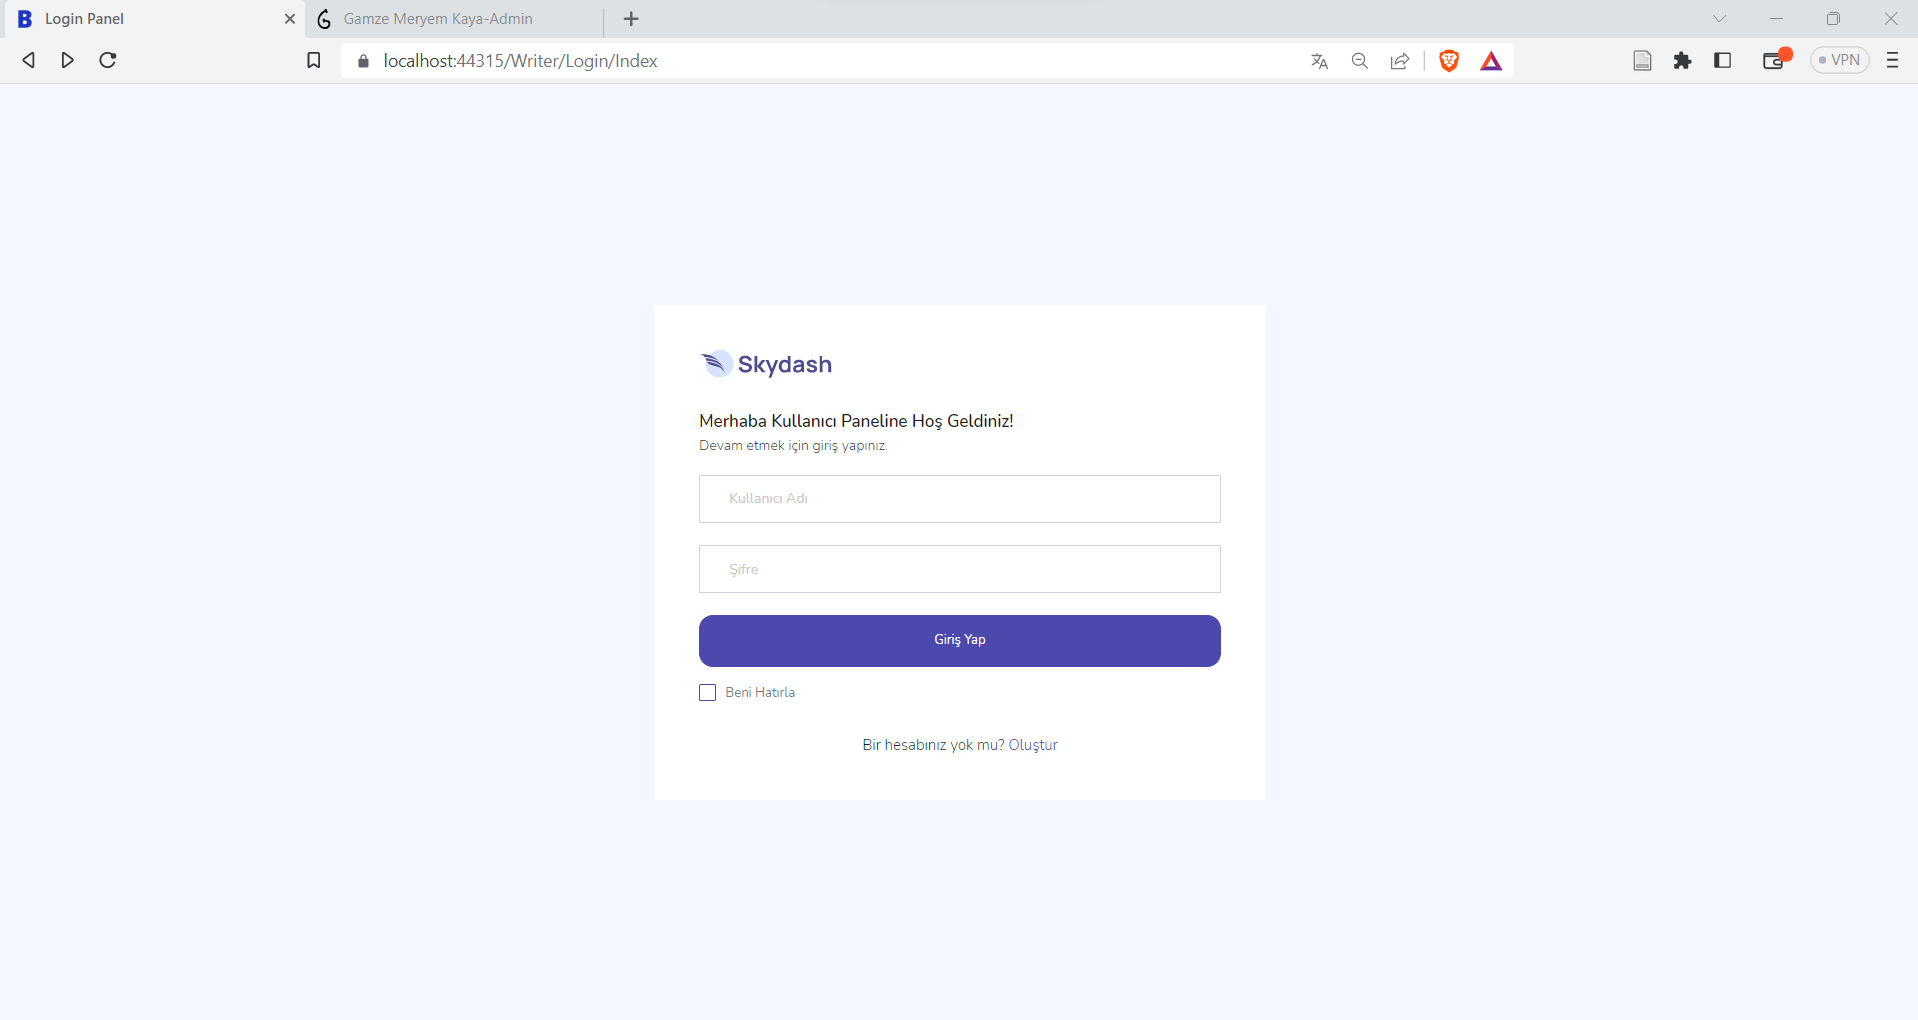 Login Panel
Gamze Meryem Kaya-Admin
localhost:44315/Writer/Login/Index
VPN
Skydash
Merhaba Kullanıcı Paneline Hoş Geldiniz!
Devam etmek için giriş yapınız.
Kullanıcı Adı
Şifre
Giriş Yap
Beni Hatırla
Bir hesabınız yok mu? Oluştur